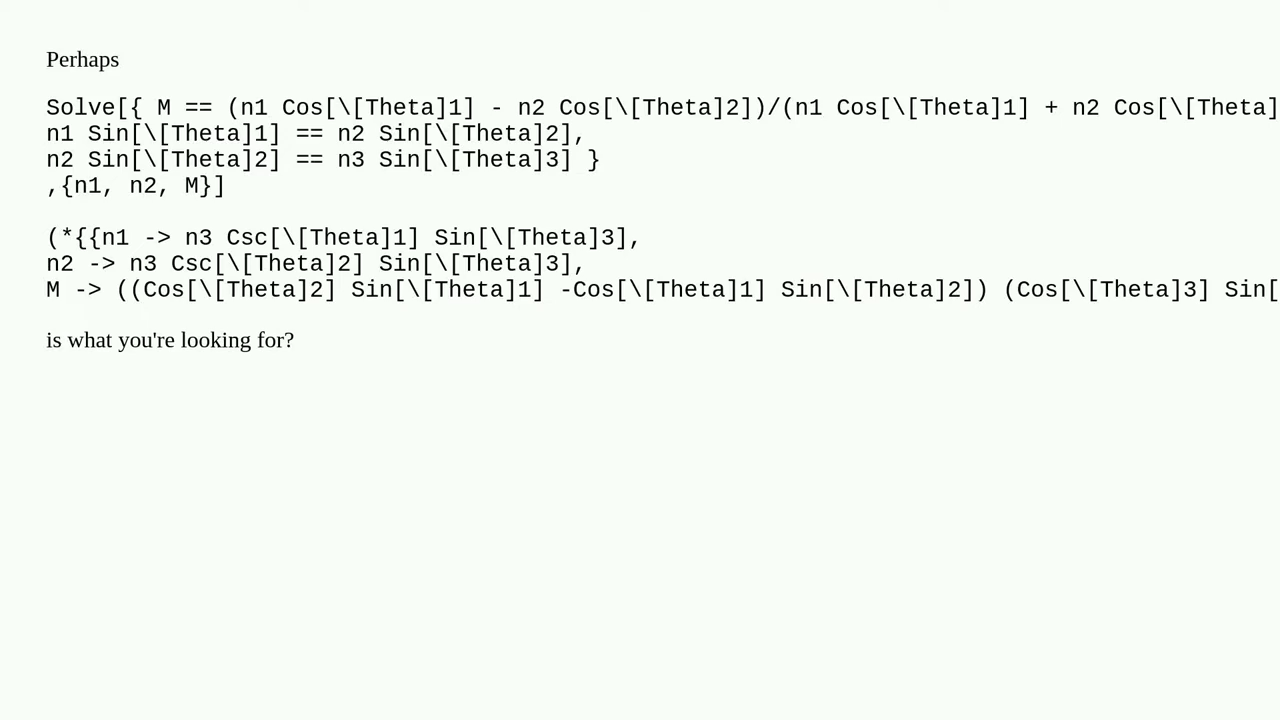 Perhaps
Solve[{ M == (n1 Cos[\[Theta]1] - n2 Cos[\[Theta]2])/(n1 Cos[\[Theta]1] + n2 Cos[\[Theta]
n1 Sin[\[Theta]1] == n2 Sin[\[Theta]2],
n2 Sin[\[Theta]2] == n3 Sin[\[Theta]3] }
,{n1, n2, M}]
(*{{n1 -> n3 Csc[\[Theta]1] Sin[\[Theta]3],
n2 -> n3 Csc[\[Theta]2] Sin[\[Theta]3],
M -> ((Cos[\[Theta]2] Sin[\[Theta]1] -Cos[\[Theta]1] Sin[\[Theta]2]) (Cos[\[Theta]3] Sin[
is what you're looking for?